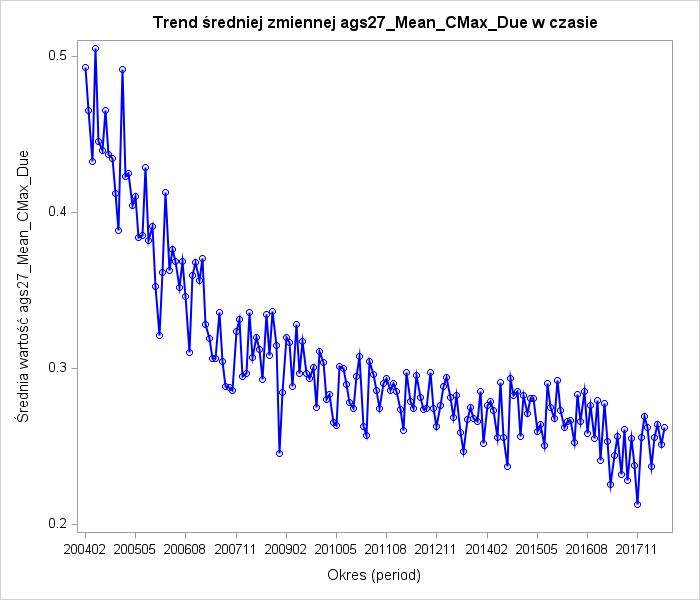 Trend średniej zmiennej ags27_Mean_CMax_Due w czasie
Średnia wartość ags27_Mean_CMax_Due
0.5
0.4
0.3
0.2
200402 200505 200608 200711 200902 201005 201108 201211 201402 201505 201608 201711
Okres (period)